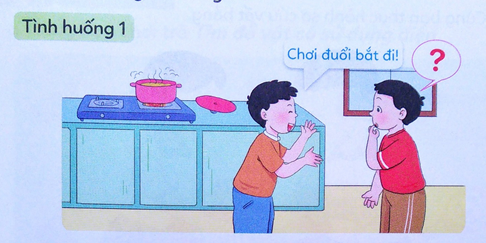 Tình huống 1
Chơi đuổi bắt đi!
?